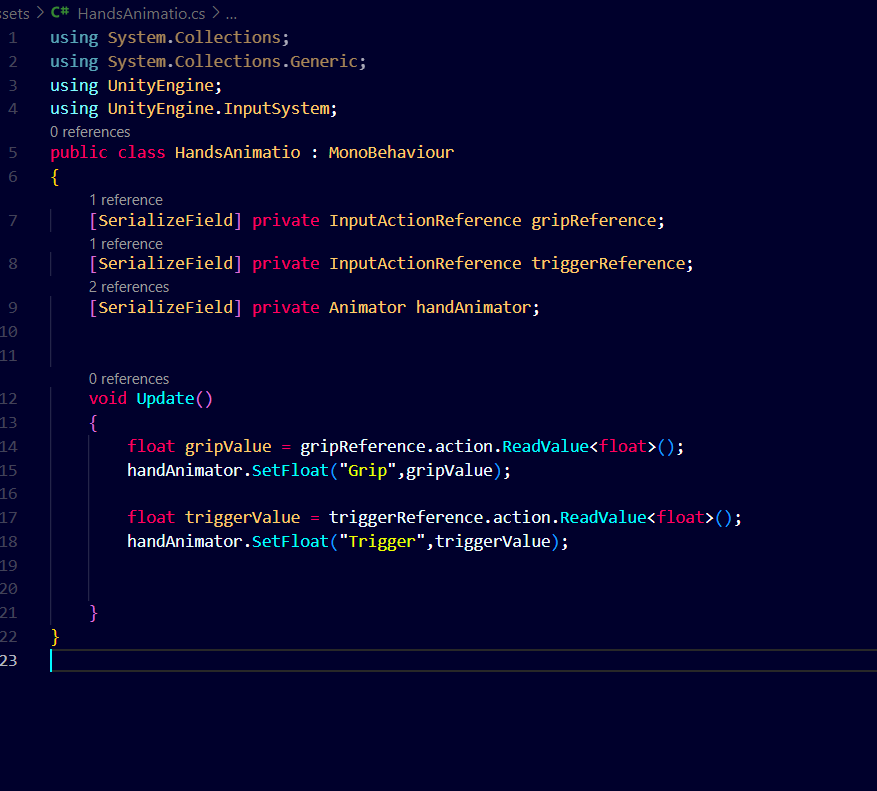 ssets > C# HandsAnimatio.cs > ...
1 using System.Collections;
2 using System.Collections.Generic;
3 using UnityEngine;
4 using UnityEngine.InputSystem;
0 references
5 public class HandsAnimatio : MonoBehaviour
6 {
1 reference
7 [SerializeField] private InputActionReference gripReference;
1 reference
8 [SerializeField] private InputActionReference triggerReference;
2 references
9 [SerializeField] private Animator handAnimator;
10
11
0 references
12 void Update()
13 {
14 float gripValue = gripReference.action.ReadValue<float>();
15 handAnimator.SetFloat("Grip",gripValue);
16
17 float triggerValue = triggerReference.action.ReadValue<float>();
18 handAnimator.SetFloat("Trigger",triggerValue);
19
20
21 }
22 }
23